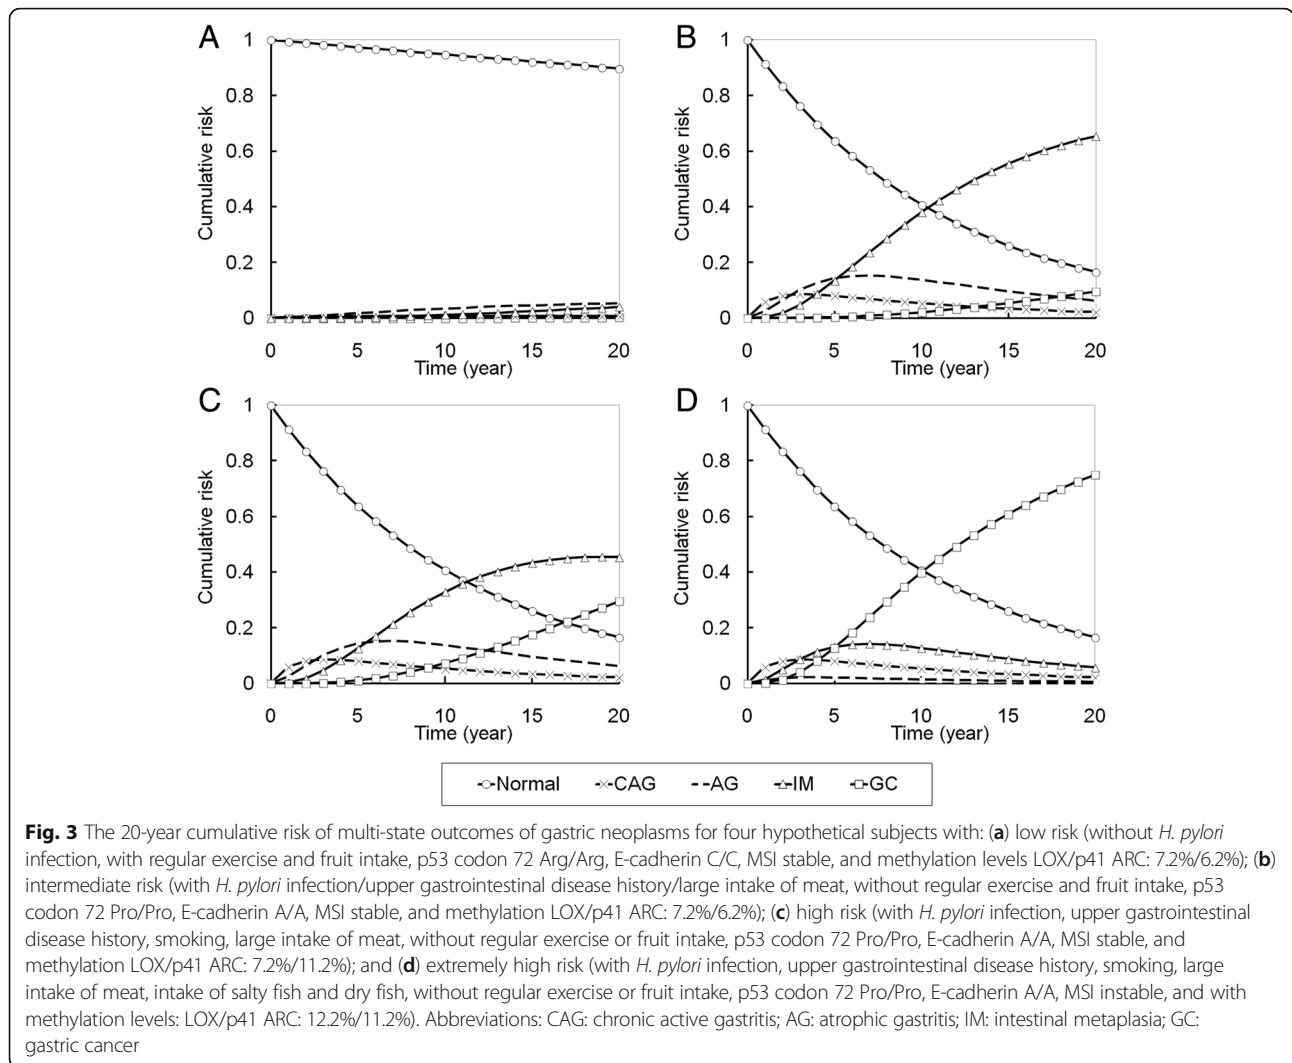 A
B
1
0.8
0.6
0.4
0.2
0
Cumulative risk
0 5 10 15 20
Time (year)
1
0.8
0.6
0.4
0.2
0
Cumulative risk
0 5 10 15 20
Time (year)
C
D
1
0.8
0.6
0.4
0.2
0
Cumulative risk
0 5 10 15 20
Time (year)
1
0.8
0.6
0.4
0.2
0
Cumulative risk
0 5 10 15 20
Time (year)
Normal CAG AG IM GC
Fig. 3 The 20-year cumulative risk of multi-state outcomes of gastric neoplasms for four hypothetical subjects with: (a) low risk (without H. pylori
infection, with regular exercise and fruit intake, p53 codon 72 Arg/Arg, E-cadherin C/C, MSI stable, and methylation levels LOX/p41 ARC: 7.2%/6.2%); (b)
intermediate risk (with H. pylori infection/upper gastrointestinal disease history/large intake of meat, without regular exercise and fruit intake, p53
codon 72 Pro/Pro, E-cadherin A/A, MSI stable, and methylation LOX/p41 ARC: 7.2%/6.2%); (c) high risk (with H. pylori infection, upper gastrointestinal
disease history, smoking, large intake of meat, without regular exercise or fruit intake, p53 codon 72 Pro/Pro, E-cadherin A/A, MSI stable, and
methylation LOX/p41 ARC: 7.2%/11.2%); and (d) extremely high risk (with H. pylori infection, upper gastrointestinal disease history, smoking, large
intake of meat, intake of salty fish and dry fish, without regular exercise or fruit intake, p53 codon 72 Pro/Pro, E-cadherin A/A, MSI instable, and with
methylation levels: LOX/p41 ARC: 12.2%/11.2%). Abbreviations: CAG: chronic active gastritis; AG: atrophic gastritis; IM: intestinal metaplasia; GC:
gastric cancer